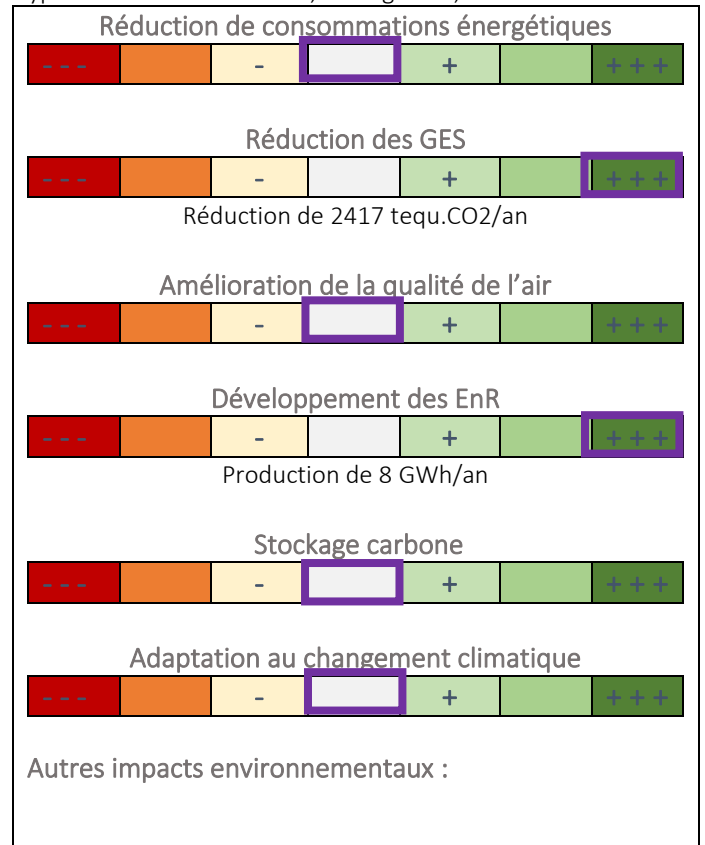 Réduction de consommations énergétiques
- - - - + + + +
Réduction des GES
- - - - + + + +
Réduction de 2417 tequ.CO2/an
Amélioration de la qualité de l’air
- - - - + + + +
Développement des EnR
- - - - + + + +
Production de 8 GWh/an
Stockage carbone
- - - - + + + +
Adaptation au changement climatique
- - - - + + + +
Autres impacts environnementaux :